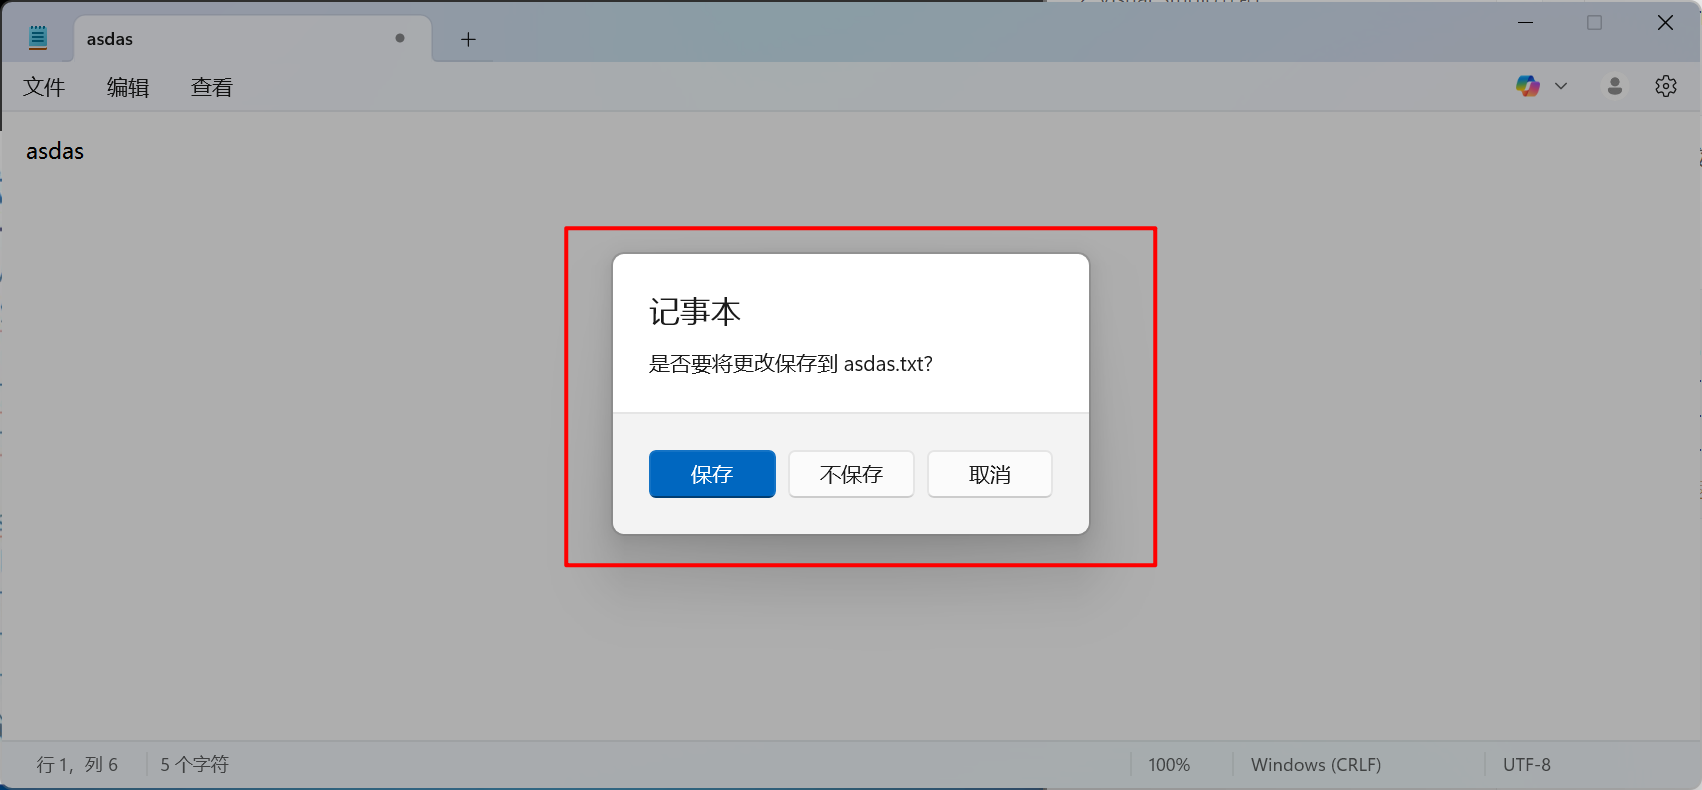 asdas
文件 编辑 查看
asdas
记事本
是否要将更改保存到 asdas.txt?
保存 不保存 取消
行 1，列 6 5 个字符 100% Windows (CRLF) UTF-8